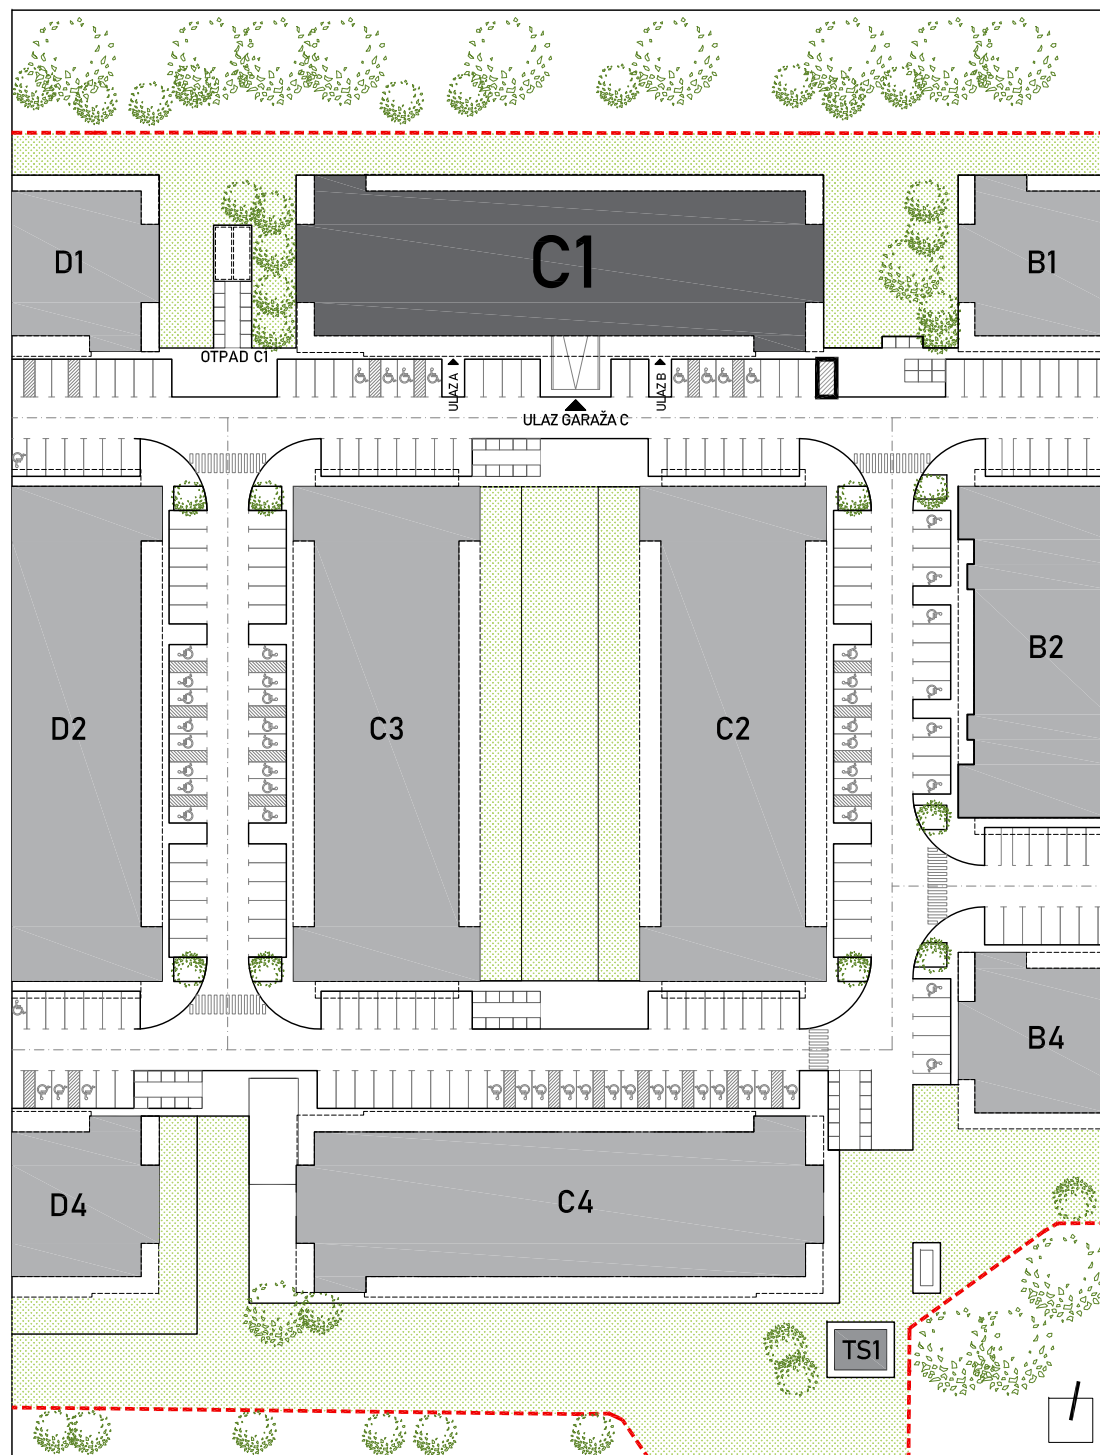 D1
C1
B1
OTPAD C1
ULAZ A
ULAZ B
ULAZ GARAŽA C
D2
C3
C2
B2
B4
D4
C4
TS1